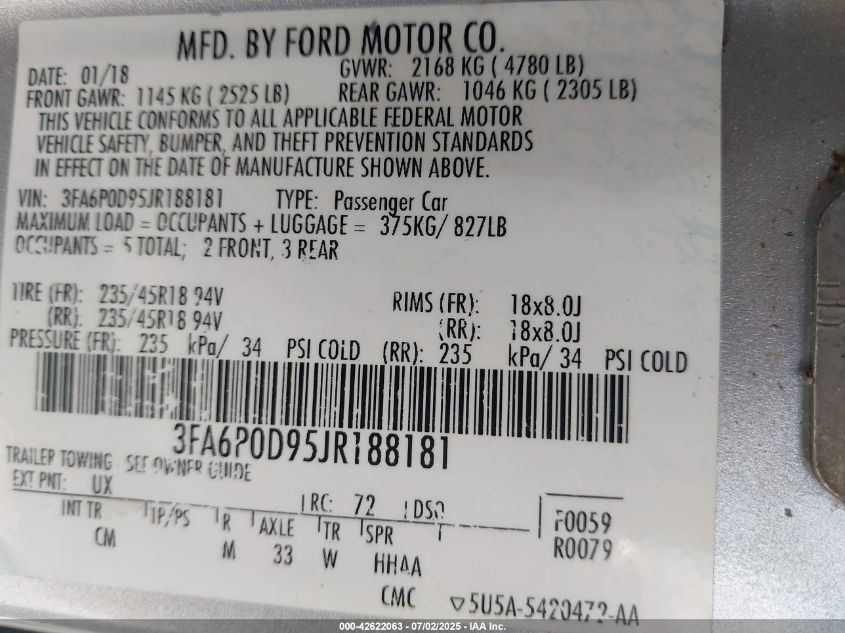 MFD. BY FORD MOTOR CO.
DATE: 01/18 GVWR: 2168 KG ( 4780 LB)
FRONT GAWR: 1145 KG ( 2525 LB) REAR GAWR: 1046 KG ( 2305 LB)
THIS VEHICLE CONFORMS TO ALL APPLICABLE FEDERAL MOTOR
VEHICLE SAFETY, BUMPER, AND THEFT PREVENTION STANDARDS
IN EFFECT ON THE DATE OF MANUFACTURE SHOWN ABOVE.
VIN: 3FA6P0D95JR188181 TYPE: Passenger Car
MAXIMUM LOAD = OCCUPANTS + LUGGAGE = 375KG/ 827LB
OCCUPANTS = 5 TOTAL; 2 FRONT, 3 REAR
TIRE (FR): 235/45R18 94V RIMS (FR): 18x8.0J
(RR): 235/45R18 94V (RR): 18x8.0J
PRESSURE (FR): 235 kPa/ 34 PSI COLD (RR): 235 kPa/ 34 PSI COLD
3FA6P0D95JR188181
TRAILER TOWING - SEE OWNER GUIDE
EXT PNT: UX RC: 72 DSO: F0059
INT TR TP/PS R AXLE TR SPR R0079
CM M 33 W HHAA
CMC ▽5U5A-5420472-AA
000-42622063 - 07/02/2025 - IAA Inc.